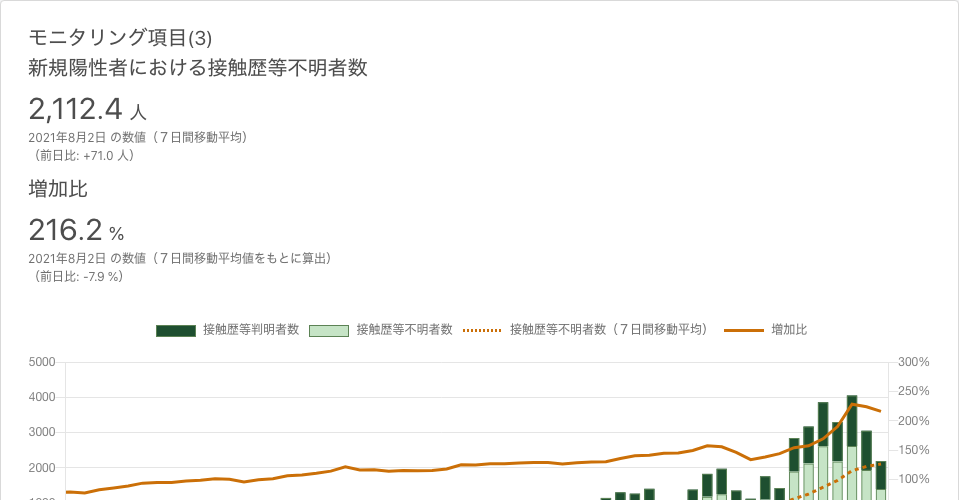 モニタリング項目(3)
新規陽性者における接触歴等不明者数
2,112.4 人
2021年8月2日 の数値（７日間移動平均）
（前日比: +71.0 人）
増加比
216.2 %
2021年8月2日 の数値（７日間移動平均値をもとに算出）
（前日比: -7.9 %）
接触歴等判明者数 接触歴等不明者数 接触歴等不明者数（７日間移動平均） 増加比
5000 300%
4000 250%
3000 200%
2000 150%
100%